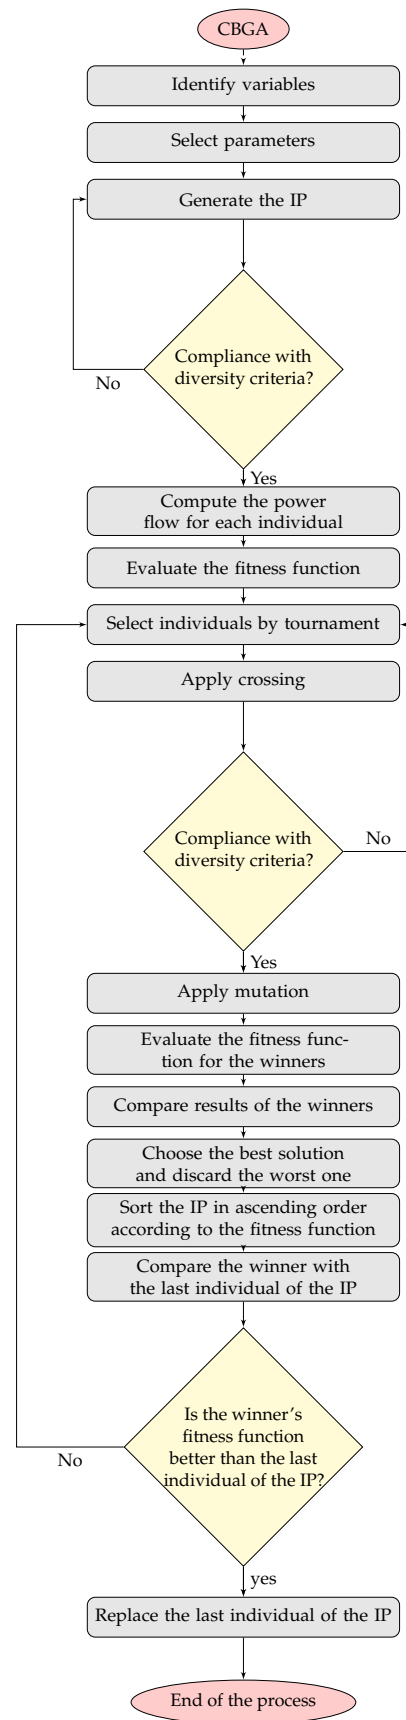 CBGA
Identify variables
Select parameters
Generate the IP
Compliance with
diversity criteria?
No
Yes
Compute the power
flow for each individual
Evaluate the fitness function
Select individuals by tournament
Apply crossing
Compliance with
diversity criteria?
No
Yes
Apply mutation
Evaluate the fitness func-
tion for the winners
Compare results of the winners
Choose the best solution
and discard the worst one
Sort the IP in ascending order
according to the fitness function
Compare the winner with
the last individual of the IP
Is the winner's
fitness function
better than the last
individual of the IP?
No
yes
Replace the last individual of the IP
End of the process